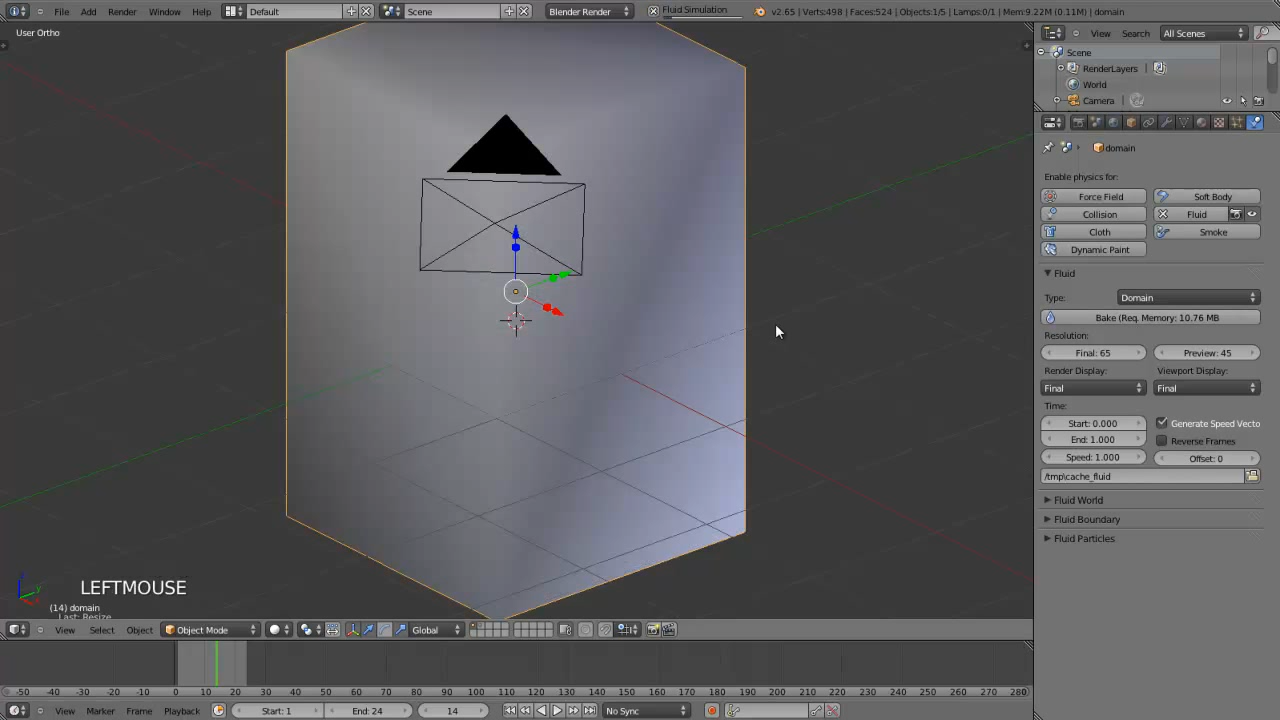 File Add Render Window Help Default Scene Blender Render Fluid Simulation v2.65 | Verts:498 | Faces:524 | Objects:1/5 | Lamps:0/1 | Mem:9.22M (0.11M) | domain
User Ortho
View Search All Scenes
Scene
RenderLayers
World
Camera
domain
Enable physics for:
Force Field Soft Body
Collision Fluid
Cloth Smoke
Dynamic Paint
Fluid
Type: Domain
Bake (Req. Memory: 10.76 MB
Resolution:
Final: 65 Preview: 45
Render Display: Viewport Display:
Final Final
Time:
Start: 0.000 Generate Speed Vecto
End: 1.000 Reverse Frames
Speed: 1.000 Offset: 0
/tmp\cache_fluid
Fluid World
Fluid Boundary
Fluid Particles
LEFTMOUSE
(14) domain
Last: Resize
View Select Object Object Mode Global
-50 -40 -30 -20 -10 0 10 20 30 40 50 60 70 80 90 100 110 120 130 140 150 160 170 180 190 200 210 220 230 240 250 260 270 280
View Marker Frame Playback Start: 1 End: 24 14 No Sync